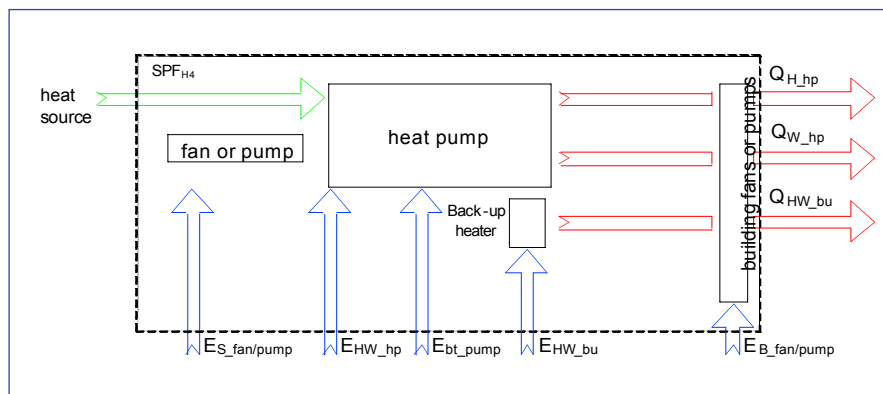 SPFH4
heat
source
fan or pump
heat pump
Back-up
heater
building fans or pumps
QH_hp
QW_hp
QHW_bu
ES_fan/pump
EHW_hp
Ebt_pump
EHW_bu
EB_fan/pump